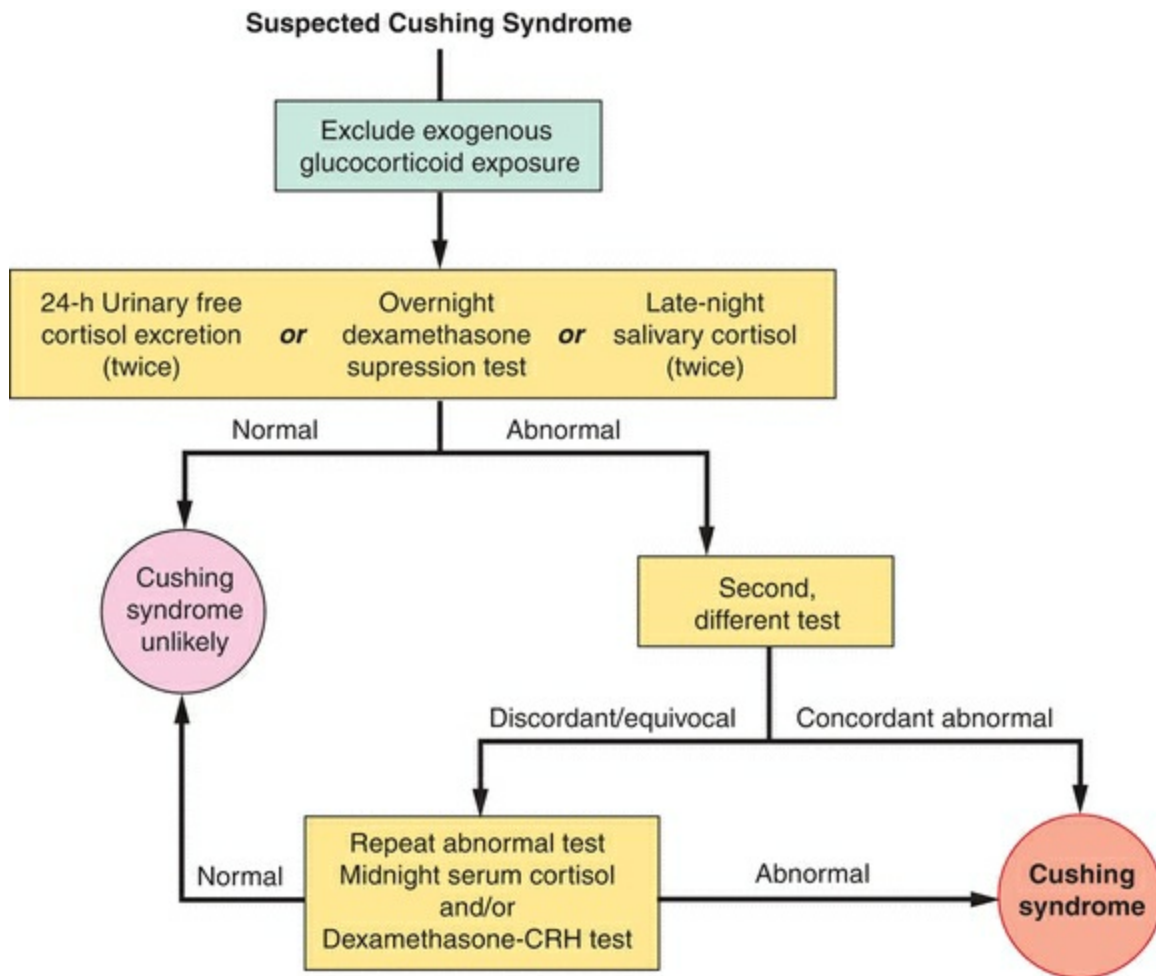 Suspected Cushing Syndrome
Exclude exogenous
glucocorticoid exposure
24-h Urinary free
cortisol excretion
(twice)
or
Overnight
dexamethasone
supression test
or
Late-night
salivary cortisol
(twice)
Normal
Abnormal
Cushing
syndrome
unlikely
Second,
different test
Discordant/equivocal
Concordant abnormal
Repeat abnormal test
Midnight serum cortisol
and/or
Dexamethasone-CRH test
Normal
Abnormal
Cushing
syndrome